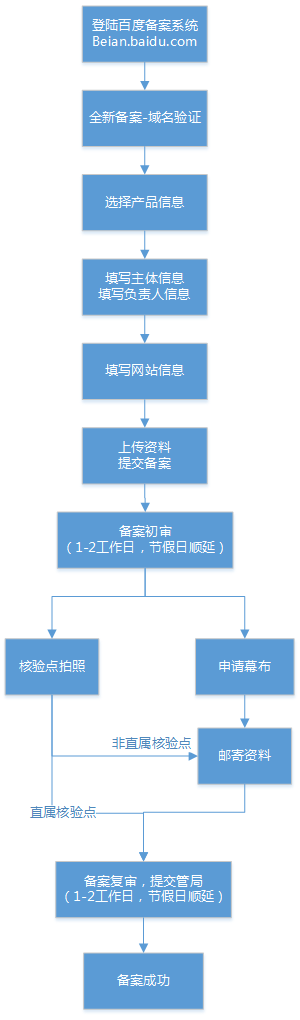 登陆百度备案系统
Beian.baidu.com
全新备案-域名验证
选择产品信息
填写主体信息
填写负责人信息
填写网站信息
上传资料
提交备案
备案初审
（1-2工作日，节假日顺延）
核验点拍照
申请幕布
非直属核验点
邮寄资料
直属核验点
备案复审，提交管局
（1-2工作日，节假日顺延）
备案成功